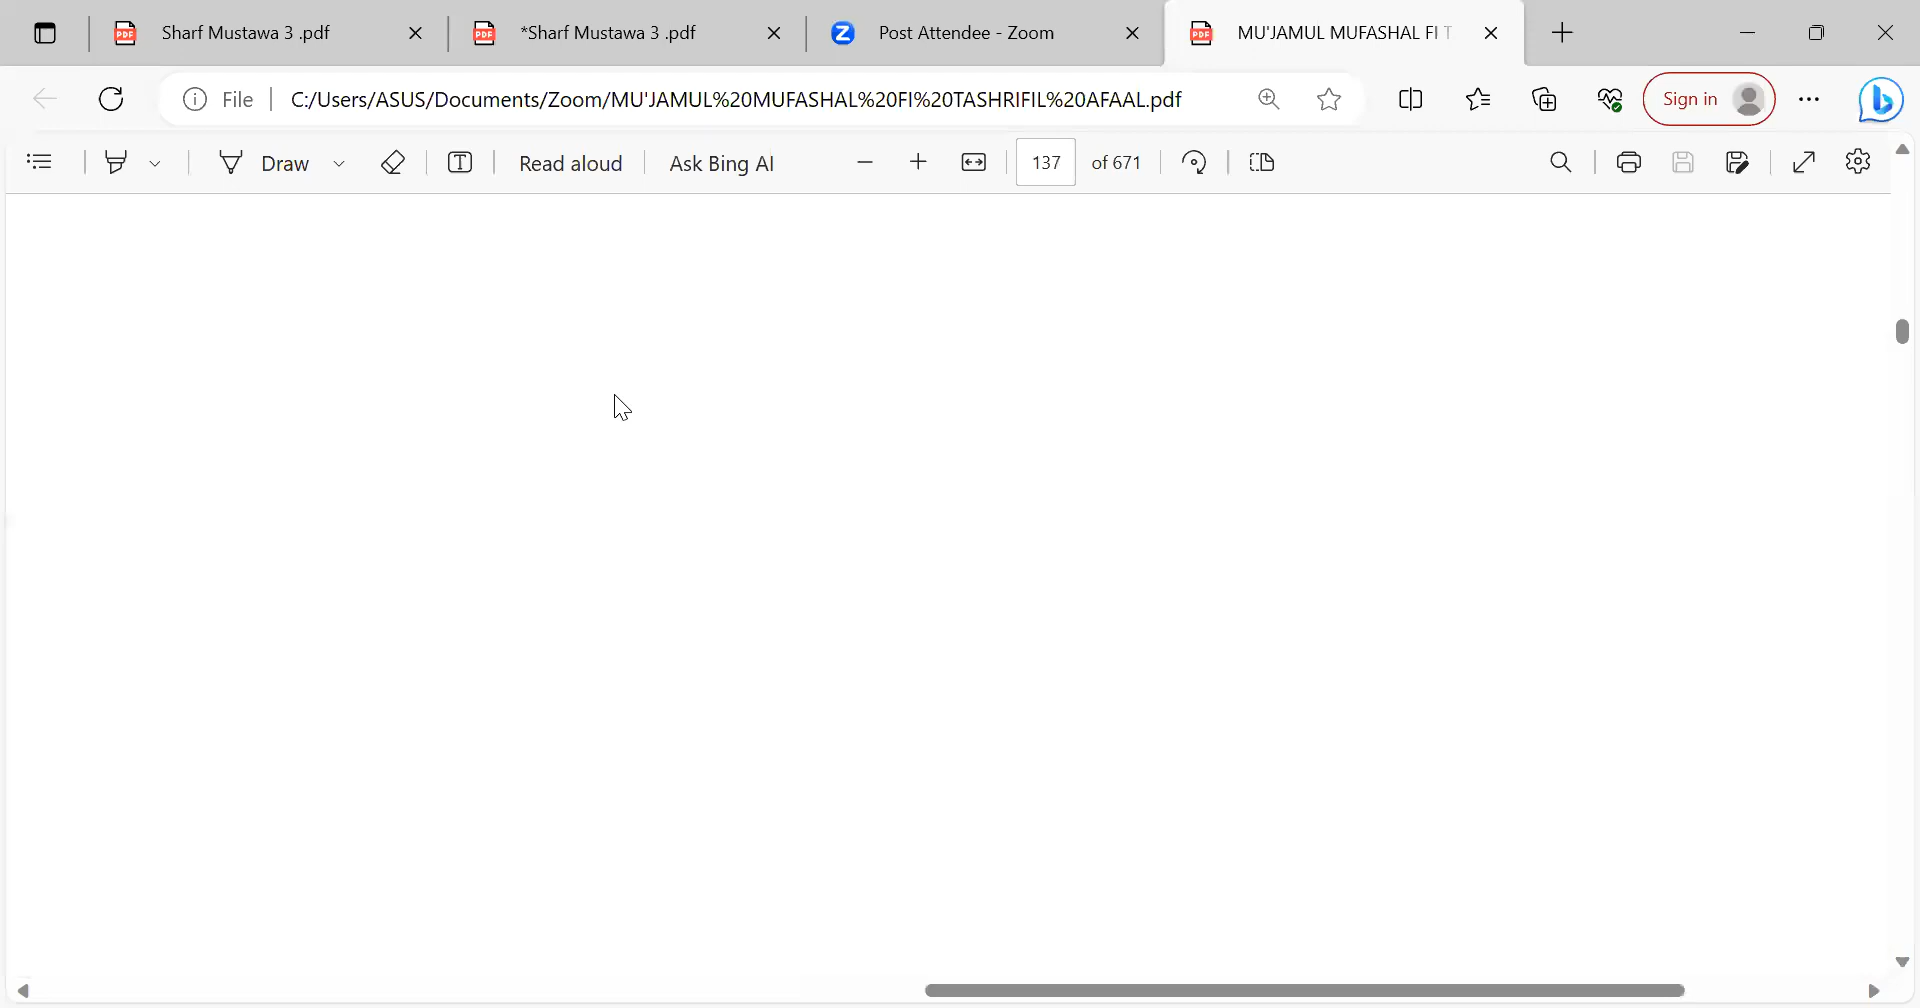 Sharf Mustawa 3 .pdf
*Sharf Mustawa 3 .pdf
Post Attendee - Zoom
MU'JAMUL MUFASHAL FI T
File
C:/Users/ASUS/Documents/Zoom/MU'JAMUL%20MUFASHAL%20FI%20TASHRIFIL%20AFAAL.pdf
Sign in
Draw
Read aloud
Ask Bing AI
137
of 671